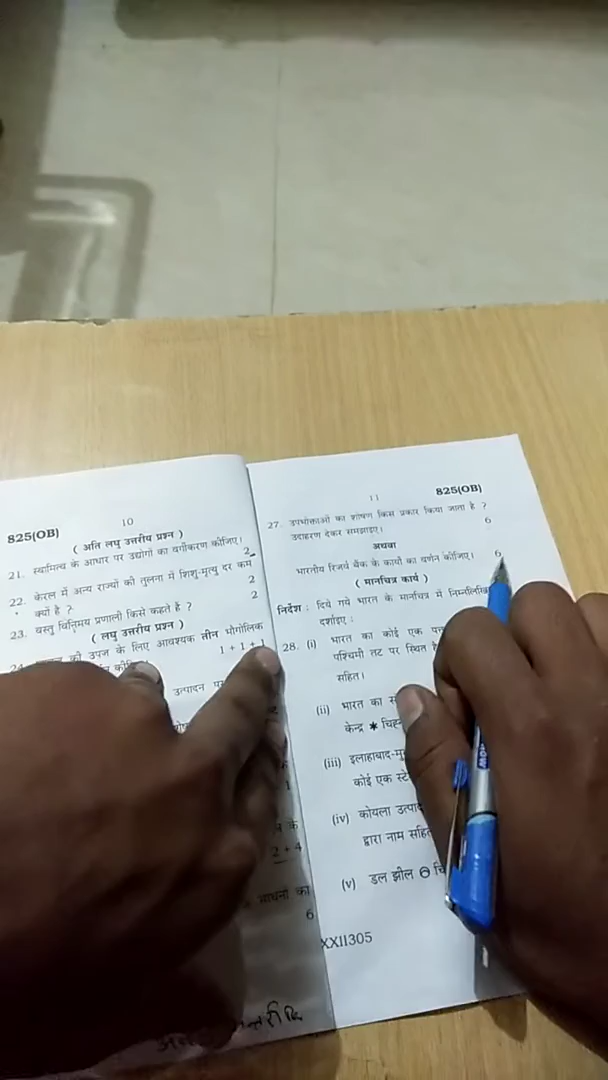 10
825(OB)
( अति लघु उत्तरीय प्रश्न )
21. स्वामित्व के आधार पर उद्योगों का वर्गीकरण कीजिए। 2
22. केरल में अन्य राज्यों की तुलना में शिशु-मृत्यु दर कम
क्यों है ? 2
23. वस्तु विनिमय प्रणाली किसे कहते है ? 2
( लघु उत्तरीय प्रश्न )
24. की उपज के लिए आवश्यक तीन भौगोलिक
1 + 1 + 1
उत्पादन
1
के
2 + 4
साधनों का
6
11
825(OB)
27. उपभोक्ताओं का शोषण किस प्रकार किया जाता है ?
उदाहरण देकर समझाइए। 6
अथवा
भारतीय रिजर्व बैंक के कार्यों का वर्णन कीजिए। 6
( मानचित्र कार्य )
निर्देश : दिये गये भारत के मानचित्र में निम्नलिखित
दर्शाइए :
28. (i) भारत का कोई एक
पश्चिमी तट पर स्थित
सहित।
(ii) भारत का
केन्द्र * चिह्न
(iii) इलाहाबाद-मु
कोई एक स्टे
(iv) कोयला उत्पाद
द्वारा नाम सहित
(v) डल झील ⊖ चि
XXII305